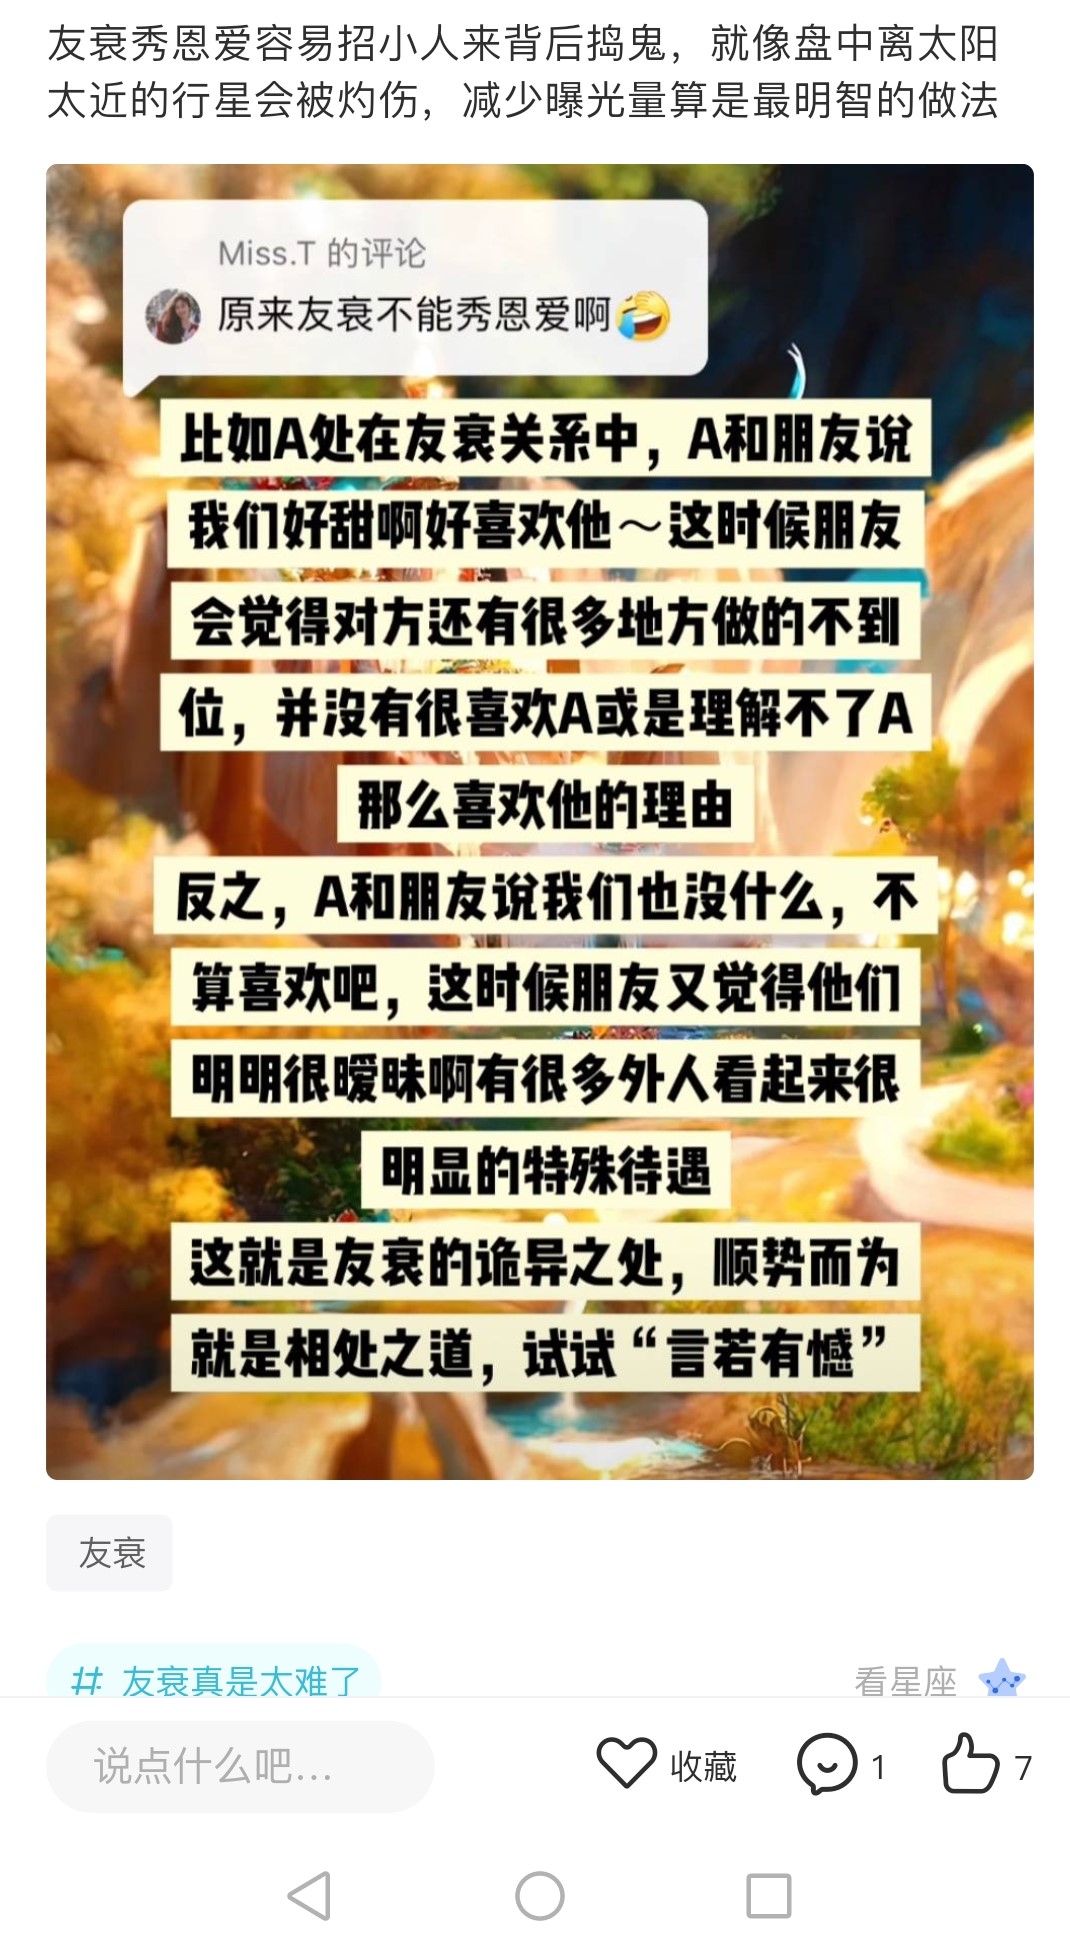 友衰秀恩爱容易招小人来背后捣鬼，就像盘中离太阳
太近的行星会被灼伤，减少曝光量算是最明智的做法
Miss.T 的评论
原来友衰不能秀恩爱啊🤣
比如A处在友衰关系中，A和朋友说
我们好甜啊好喜欢他～这时候朋友
会觉得对方还有很多地方做的不到
位，并没有很喜欢A或是理解不了A
那么喜欢他的理由
反之，A和朋友说我们也没什么，不
算喜欢吧，这时候朋友又觉得他们
明明很暧昧啊有很多外人看起来很
明显的特殊待遇
这就是友衰的诡异之处，顺势而为
就是相处之道，试试“言若有憾”
友衰
# 友衰真是太难了
看星座
说点什么吧...
收藏
1
7